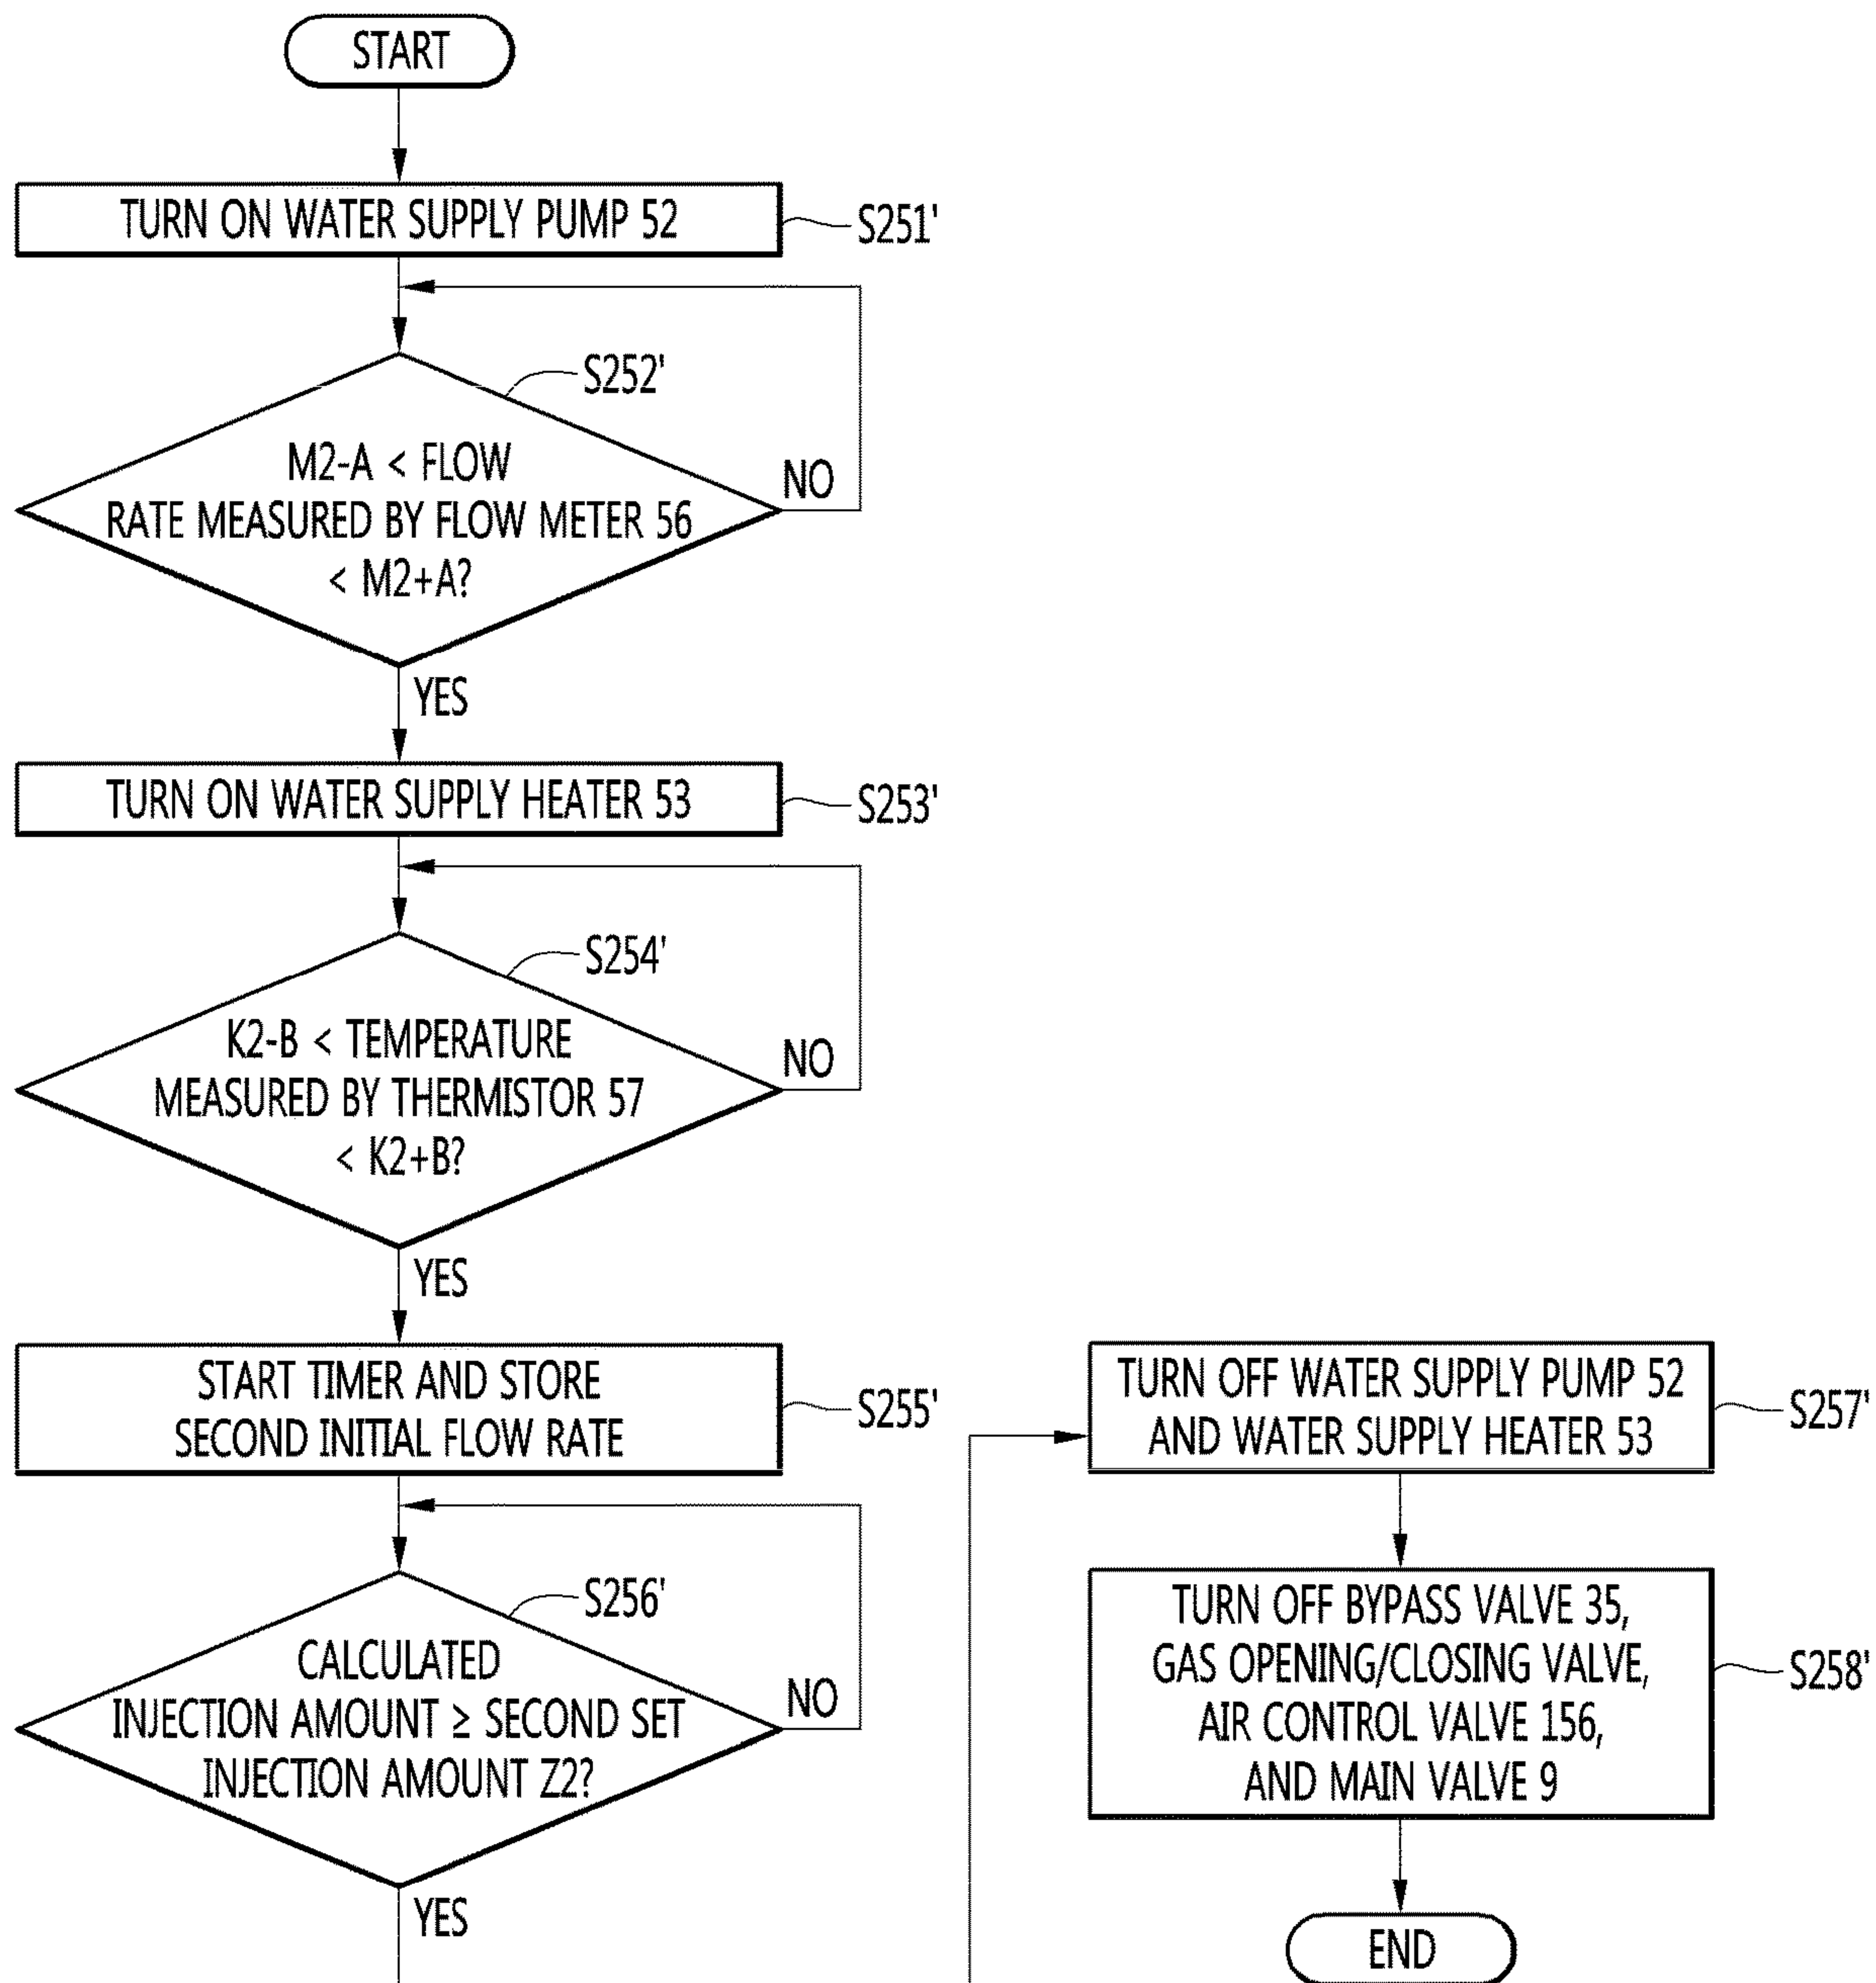 START
TURN ON WATER SUPPLY PUMP 52
S251'
S252'
M2-A < FLOW
RATE MEASURED BY FLOW METER 56
< M2+A?
NO
YES
TURN ON WATER SUPPLY HEATER 53
S253'
S254'
K2-B < TEMPERATURE
MEASURED BY THERMISTOR 57
< K2+B?
NO
YES
START TIMER AND STORE
SECOND INITIAL FLOW RATE
S255'
S256'
CALCULATED
INJECTION AMOUNT ≥ SECOND SET
INJECTION AMOUNT Z2?
NO
YES
TURN OFF WATER SUPPLY PUMP 52
AND WATER SUPPLY HEATER 53
S257'
TURN OFF BYPASS VALVE 35,
GAS OPENING/CLOSING VALVE,
AIR CONTROL VALVE 156,
AND MAIN VALVE 9
S258'
END